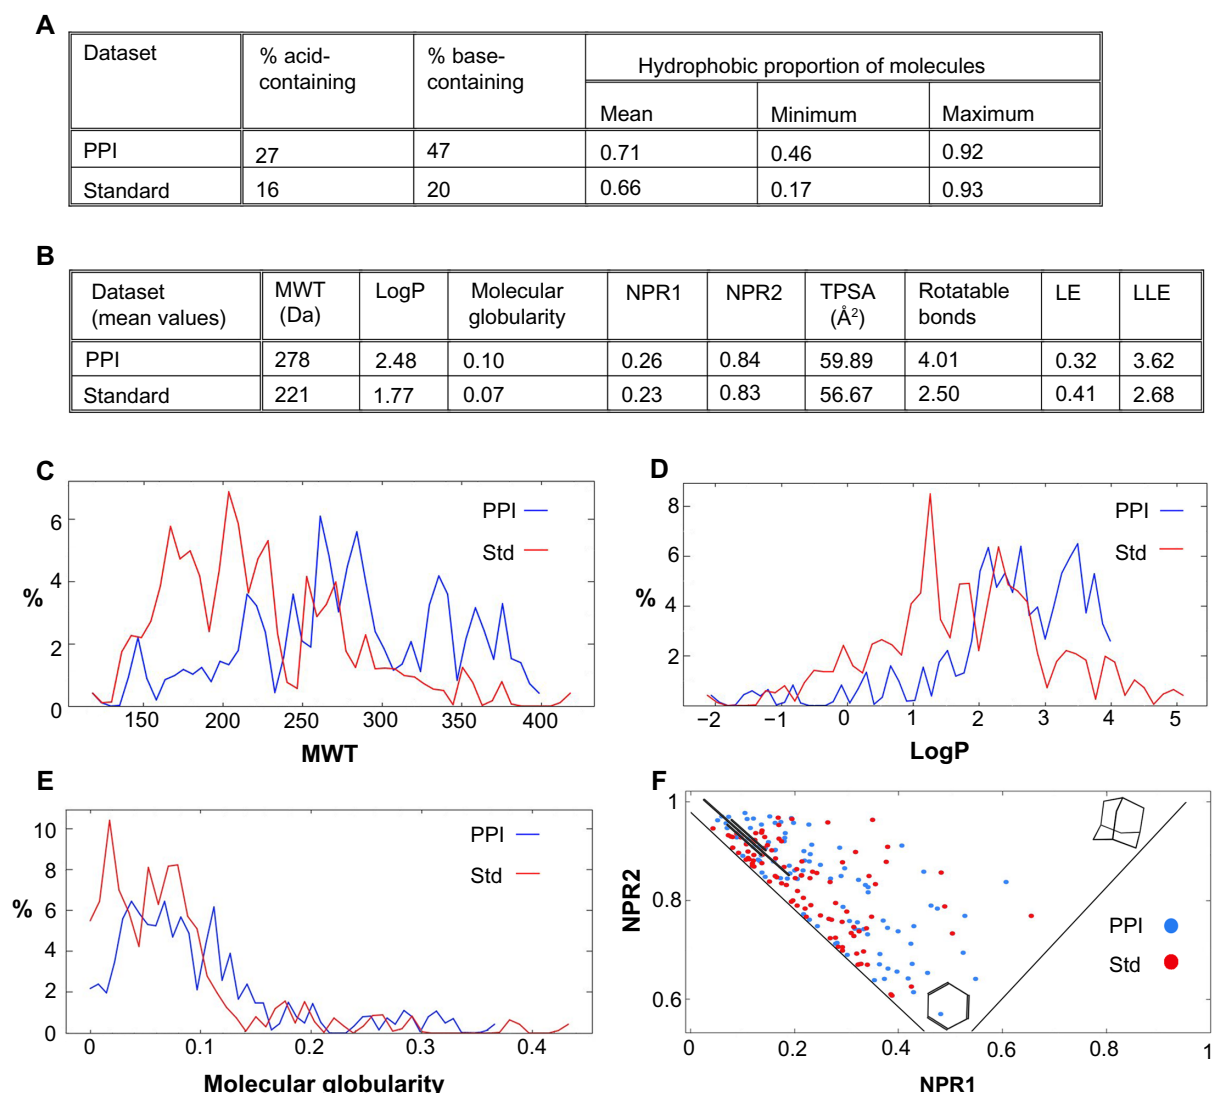 A
Dataset
% acid-
containing
% base-
containing
Hydrophobic proportion of molecules
Mean
Minimum
Maximum
PPI
27
47
0.71
0.46
0.92
Standard
16
20
0.66
0.17
0.93
B
Dataset
(mean values)
MWT
(Da)
LogP
Molecular
globularity
NPR1
NPR2
TPSA
(Å²)
Rotatable
bonds
LE
LLE
PPI
278
2.48
0.10
0.26
0.84
59.89
4.01
0.32
3.62
Standard
221
1.77
0.07
0.23
0.83
56.67
2.50
0.41
2.68
C
PPI
Std
6
4
2
0
%
150
200
250
300
350
400
MWT
D
PPI
Std
8
6
4
2
%
−2
−1
0
1
2
3
4
5
LogP
E
PPI
Std
10
8
6
4
2
0
%
0
0.1
0.2
0.3
0.4
Molecular globularity
F
1
0.8
0.6
NPR2
PPI
Std
0
0.2
0.4
0.6
0.8
1
NPR1